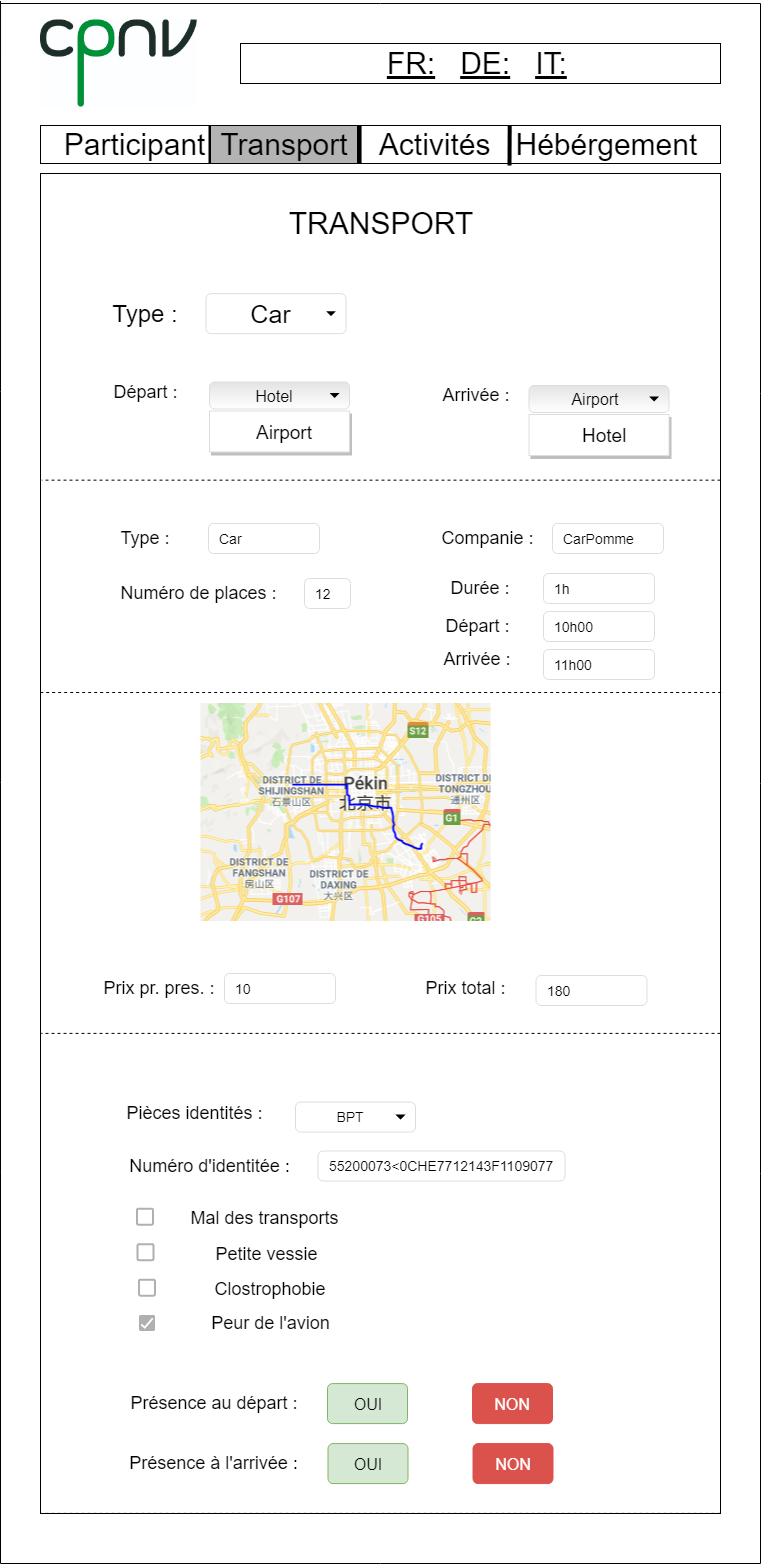 cpnv
FR: DE: IT:
Participant Transport Activités Hébérgement
TRANSPORT
Type : Car
Départ : Hotel
Airport
Arrivée : Airport
Hotel
Type : Car
Companie : CarPomme
Numéro de places : 12
Durée : 1h
Départ : 10h00
Arrivée : 11h00
S12
DISTRICT DE
SHIJINGSHAN
石景山区
Pékin
北京市
DISTRICT DI
TONGZHOU
通州区
G1
DISTRICT DE
FANGSHAN
房山区
DISTRICT DE
DAXING
大兴区
G107
G105
G2
Prix pr. pres. : 10
Prix total : 180
Pièces identités : BPT
Numéro d'identitée : 55200073<0CHE7712143F1109077
Mal des transports
Petite vessie
Clostrophobie
Peur de l'avion
Présence au départ : OUI NON
Présence à l'arrivée : OUI NON